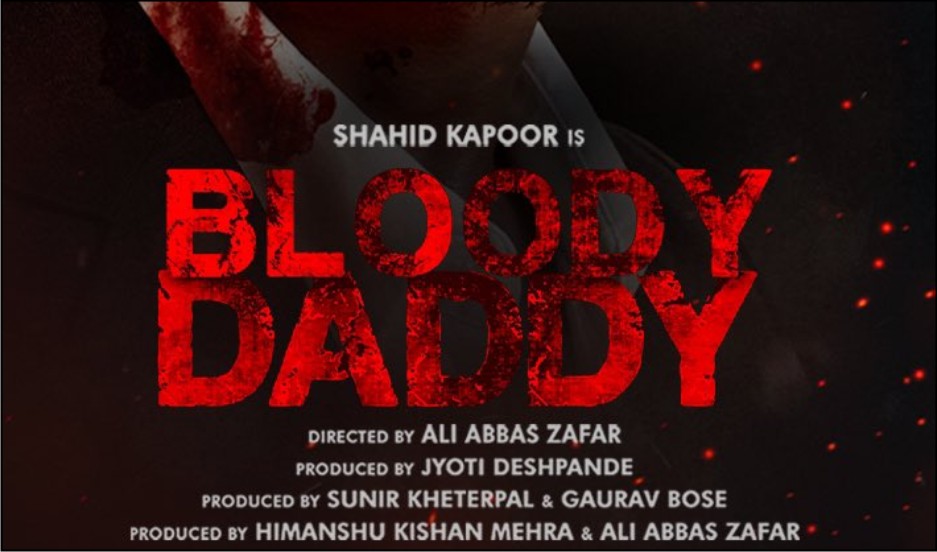 SHAHID KAPOOR IS
BLOODY
DADDY
DIRECTED BY ALI ABBAS ZAFAR
PRODUCED BY JYOTI DESHPANDE
PRODUCED BY SUNIR KHETERPAL & GAURAV BOSE
PRODUCED BY HIMANSHU KISHAN MEHRA & ALI ABBAS ZAFAR